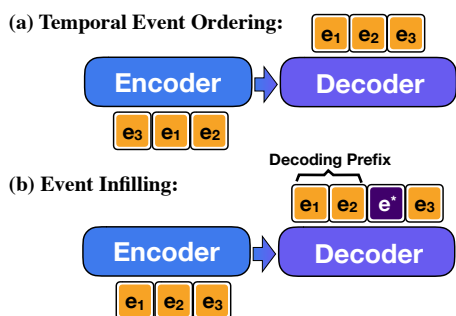 (a) Temporal Event Ordering:
e1 e2 e3
Encoder
Decoder
e3 e1 e2
Decoding Prefix
(b) Event Infilling:
e1 e2 e* e3
Encoder
Decoder
e1 e2 e3